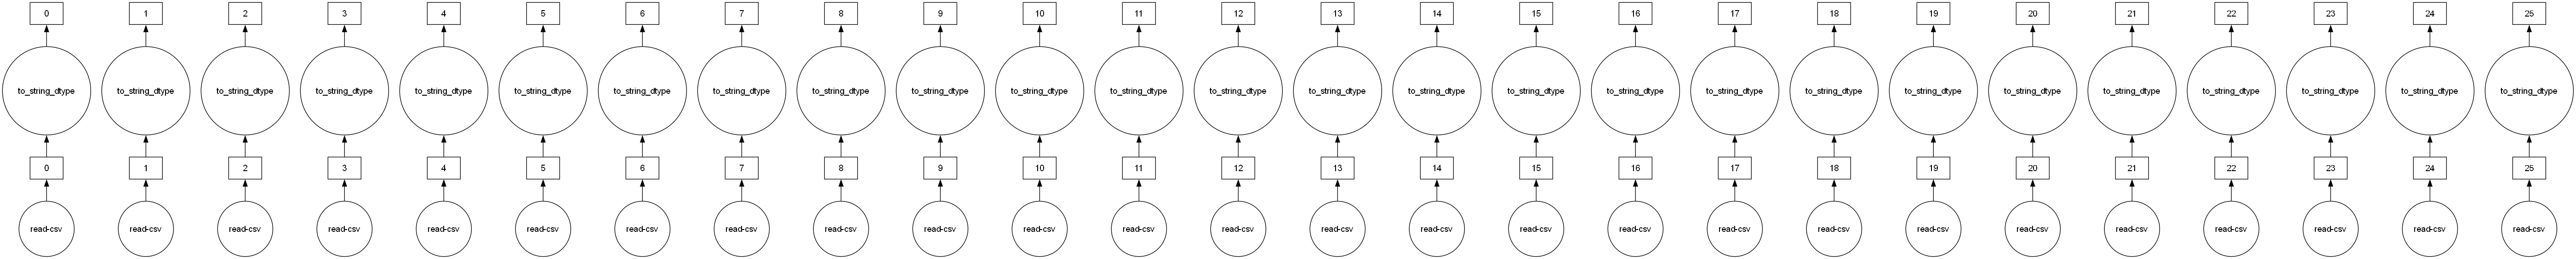 0 1 2 3 4 5 6 7 8 9 10 11 12 13 14 15 16 17 18 19 20 21 22 23 24 25
to_string_dtype to_string_dtype to_string_dtype to_string_dtype to_string_dtype to_string_dtype to_string_dtype to_string_dtype to_string_dtype to_string_dtype to_string_dtype to_string_dtype to_string_dtype to_string_dtype to_string_dtype to_string_dtype to_string_dtype to_string_dtype to_string_dtype to_string_dtype to_string_dtype to_string_dtype to_string_dtype to_string_dtype to_string_dtype to_string_dtype
0 1 2 3 4 5 6 7 8 9 10 11 12 13 14 15 16 17 18 19 20 21 22 23 24 25
read-csv read-csv read-csv read-csv read-csv read-csv read-csv read-csv read-csv read-csv read-csv read-csv read-csv read-csv read-csv read-csv read-csv read-csv read-csv read-csv read-csv read-csv read-csv read-csv read-csv read-csv